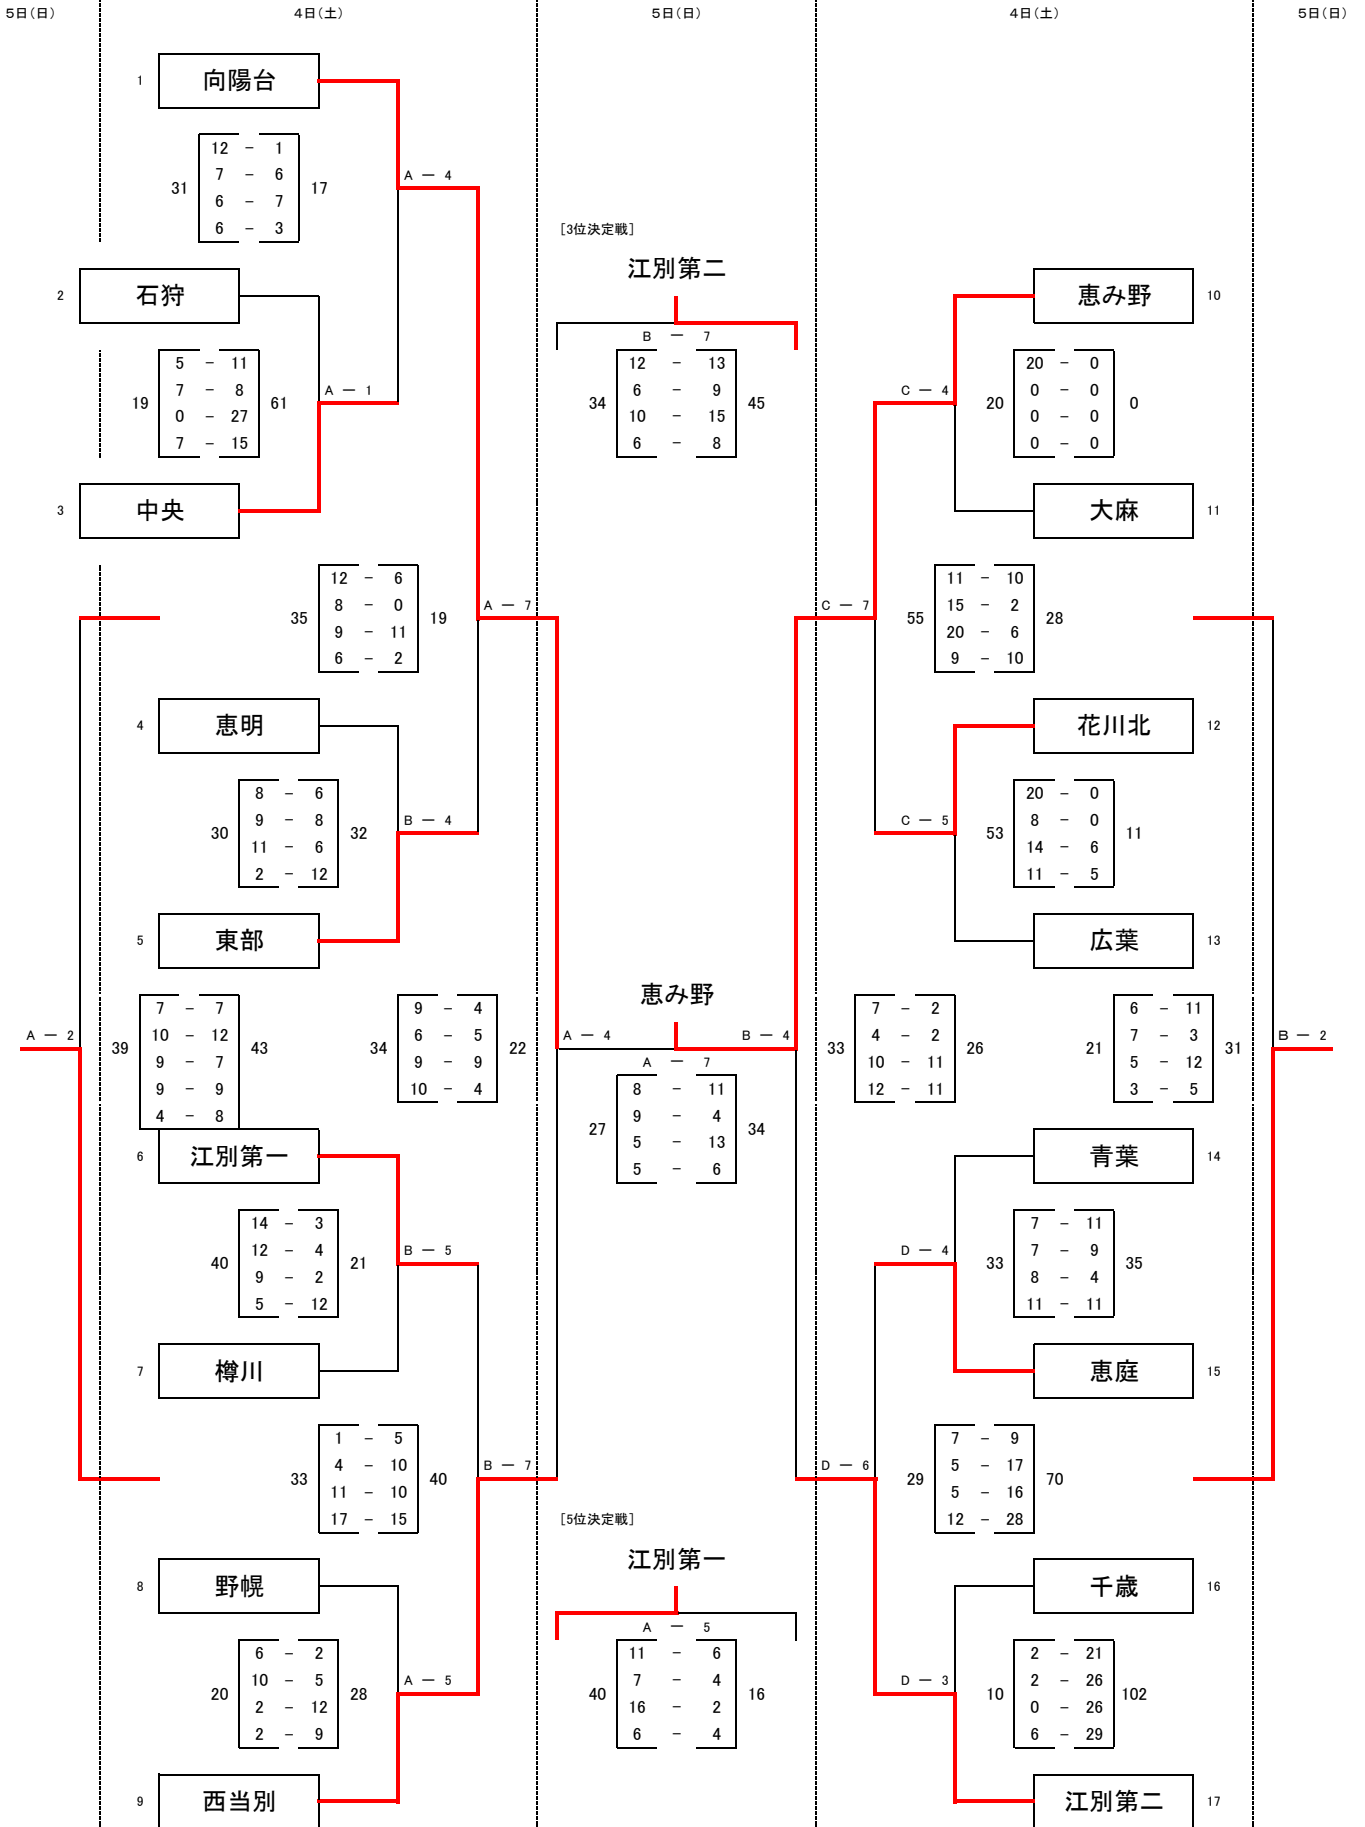 5日(日) 4日(土) 5日(日) 4日(土) 5日(日)
1 向陽台
12 － 1
7 － 6
31 17
6 － 7
6 － 3
A － 4
2 石狩
5 － 11
7 － 8
19 61
0 － 27
7 － 15
A － 1
3 中央
12 － 6
8 － 0
35 19
9 － 11
6 － 2
A － 7
4 恵明
8 － 6
9 － 8
30 32
11 － 6
2 － 12
B － 4
5 東部
A － 2
7 － 7
10 － 12
39 43
9 － 7
9 － 9
4 － 8
9 － 4
6 － 5
34 22
9 － 9
10 － 4
6 江別第一
14 － 3
12 － 4
40 21
9 － 2
5 － 12
B － 5
7 樽川
1 － 5
4 － 10
33 40
11 － 10
17 － 15
B － 7
8 野幌
6 － 2
10 － 5
20 28
2 － 12
2 － 9
A － 5
9 西当別
[3位決定戦]
江別第二
B － 7
12 － 13
6 － 9
34 45
10 － 15
6 － 8
恵み野
A － 4 B － 4
A － 7
8 － 11
9 － 4
27 34
5 － 13
5 － 6
[5位決定戦]
江別第一
A － 5
11 － 6
7 － 4
40 16
16 － 2
6 － 4
恵み野 10
C － 4
20 － 0
0 － 0
20 0
0 － 0
0 － 0
大麻 11
C － 7
11 － 10
15 － 2
55 28
20 － 6
9 － 10
花川北 12
C － 5
20 － 0
8 － 0
53 11
14 － 6
11 － 5
広葉 13
7 － 2
4 － 2
33 26
10 － 11
12 － 11
6 － 11
7 － 3
21 31
5 － 12
3 － 5
B － 2
青葉 14
D － 4
7 － 11
7 － 9
33 35
8 － 4
11 － 11
恵庭 15
D － 6
7 － 9
5 － 17
29 70
5 － 16
12 － 28
千歳 16
D － 3
2 － 21
2 － 26
10 102
0 － 26
6 － 29
江別第二 17